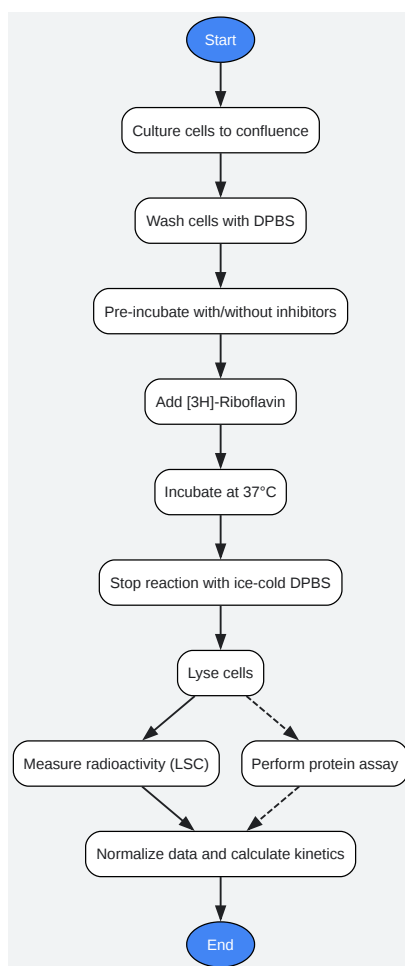 Start
Culture cells to confluence
Wash cells with DPBS
Pre-incubate with/without inhibitors
Add [3H]-Riboflavin
Incubate at 37°C
Stop reaction with ice-cold DPBS
Lyse cells
Measure radioactivity (LSC)
Perform protein assay
Normalize data and calculate kinetics
End